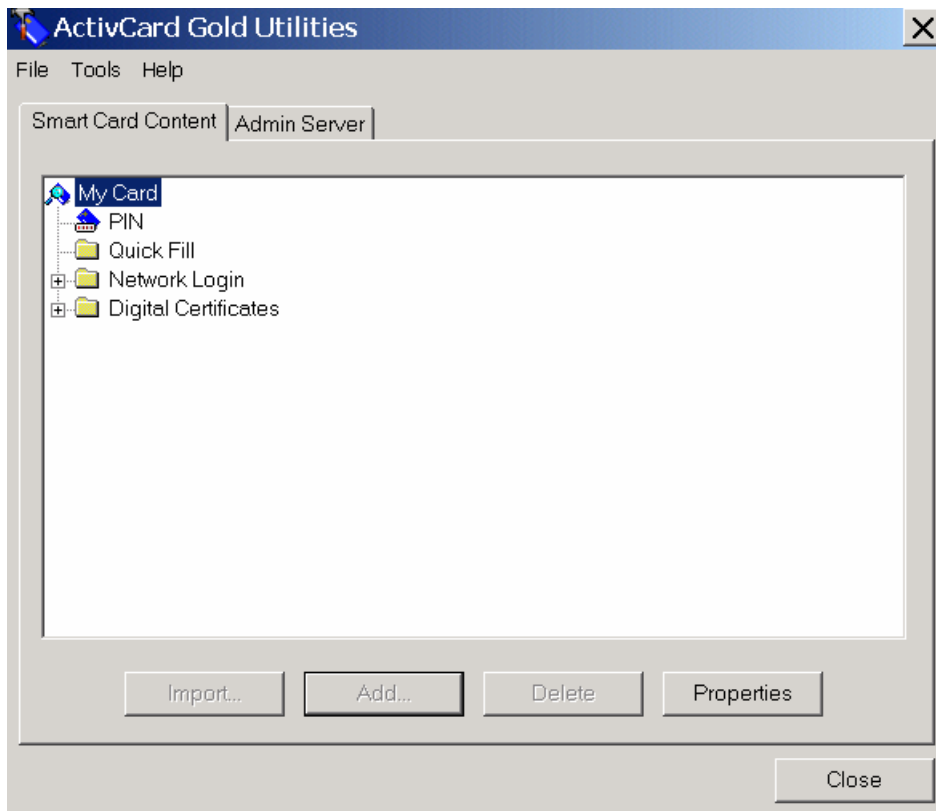 ActivCard Gold Utilities
File Tools Help
Smart Card Content Admin Server
My Card
PIN
Quick Fill
Network Login
Digital Certificates
Import... Add... Delete Properties
Close